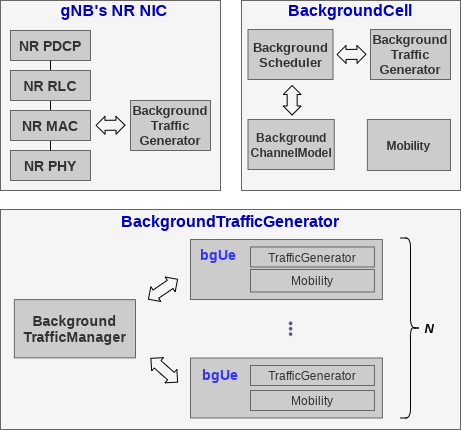 gNB's NR NIC
NR PDCP
NR RLC
NR MAC
NR PHY
Background
Traffic
Generator
BackgroundCell
Background
Scheduler
Background
Traffic
Generator
Background
ChannelModel
Mobility
BackgroundTrafficGenerator
Background
TrafficManager
bgUe
TrafficGenerator
Mobility
bgUe
TrafficGenerator
Mobility
N